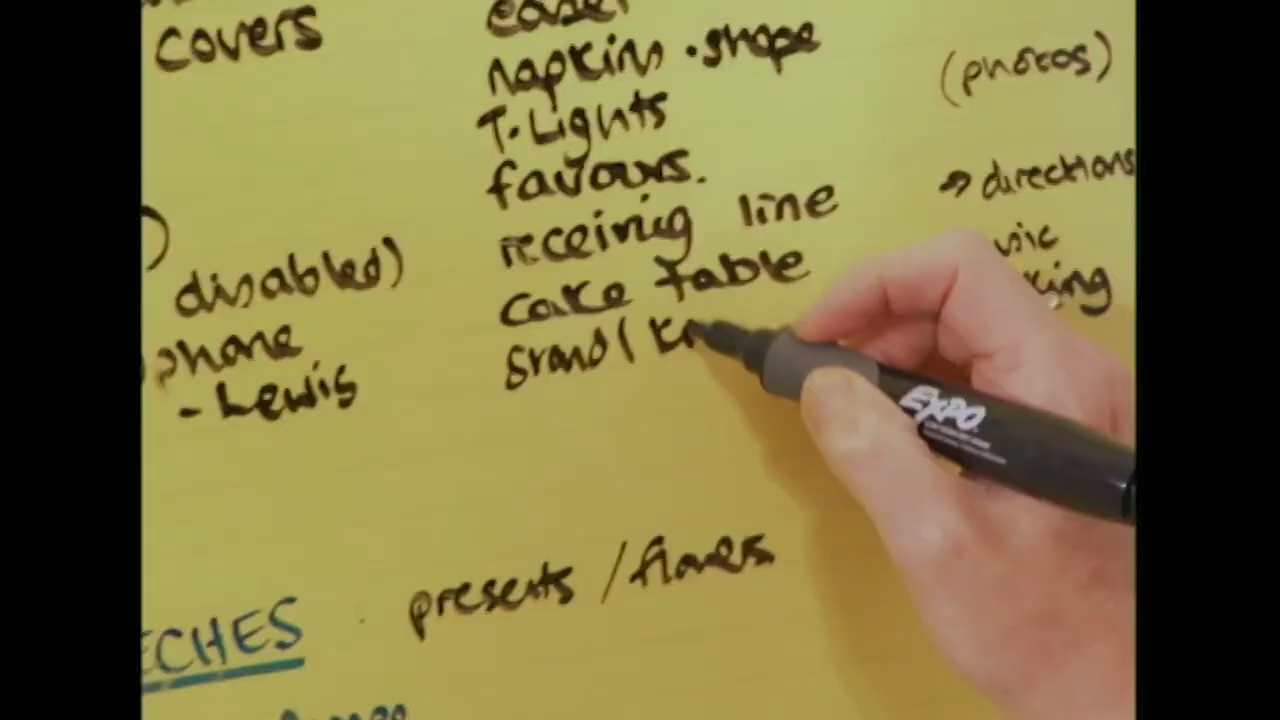 covers
easel
napkins · shape
T-Lights
favours.
receiving line
cake table
stand (
(photos)
→ directions
disabled)
phone
- Lewis
presents / flowers
ECHES
EXPO